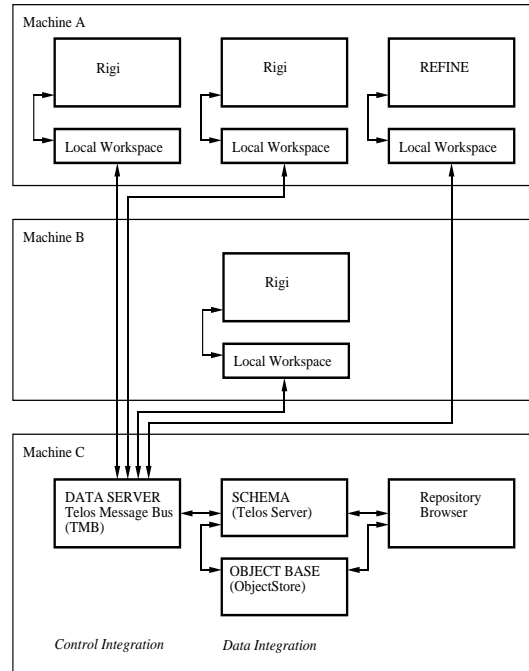 Machine A
Rigi
Rigi
REFINE
Local Workspace
Local Workspace
Local Workspace
Machine B
Rigi
Local Workspace
Machine C
DATA SERVER
Telos Message Bus
(TMB)
SCHEMA
(Telos Server)
Repository
Browser
OBJECT BASE
(ObjectStore)
Control Integration
Data Integration